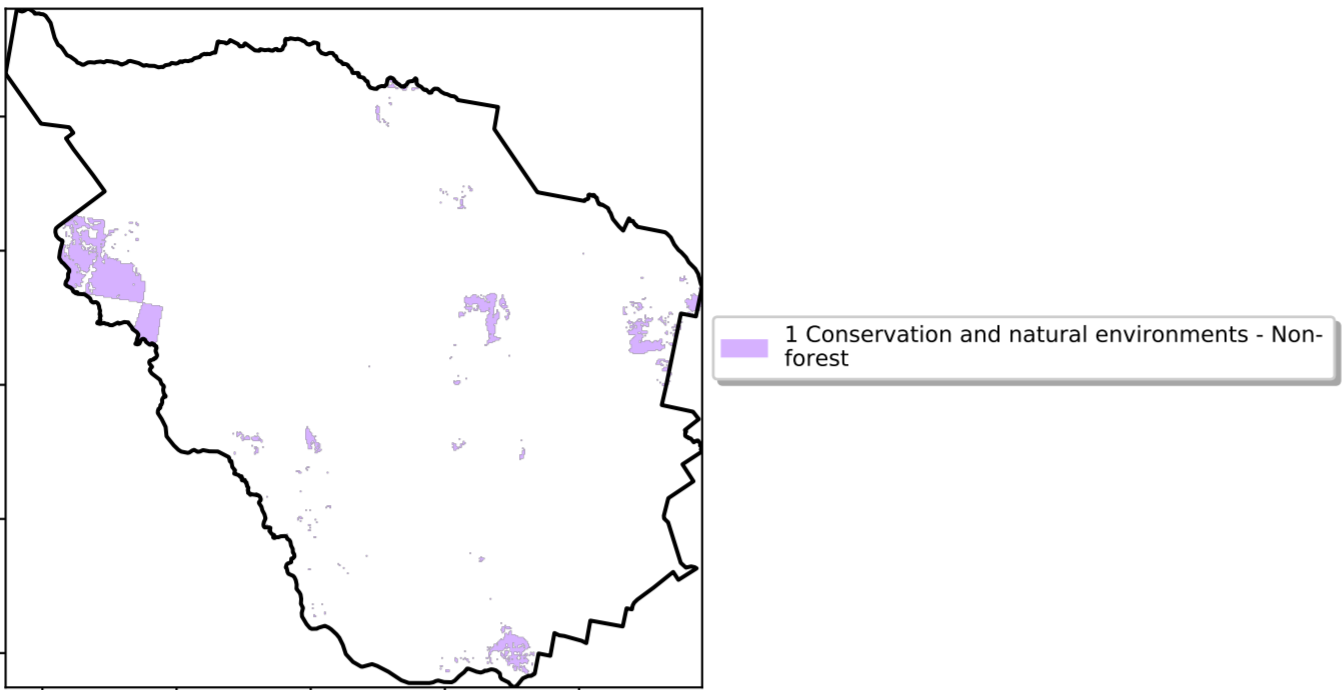 1 Conservation and natural environments - Non-
forest